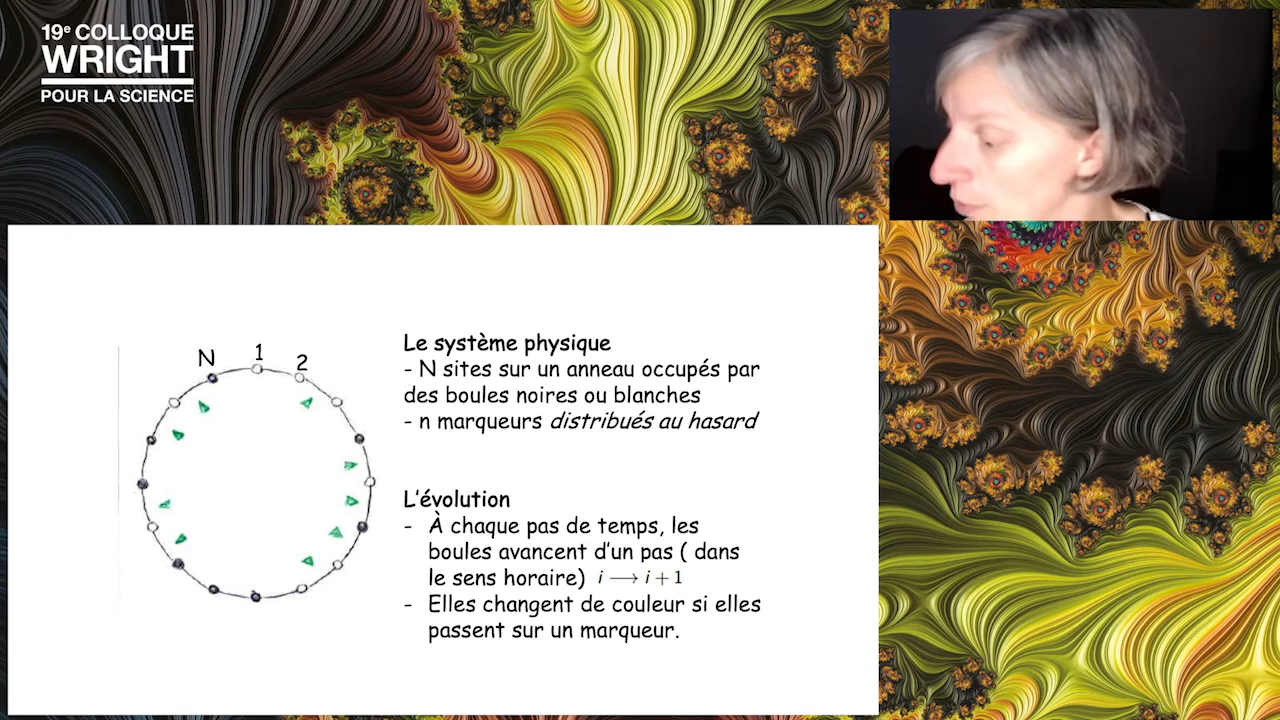 19e COLLOQUE
WRIGHT
POUR LA SCIENCE
N 1 2
Le système physique
- N sites sur un anneau occupés par
des boules noires ou blanches
- n marqueurs distribués au hasard
L'évolution
- À chaque pas de temps, les
boules avancent d'un pas ( dans
le sens horaire) i ⟶ i + 1
- Elles changent de couleur si elles
passent sur un marqueur.